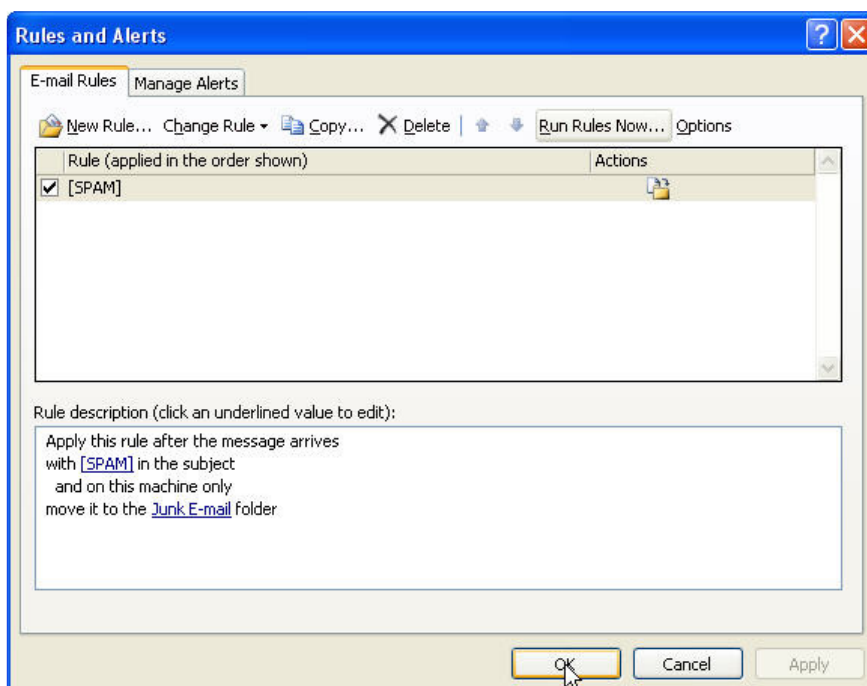 Rules and Alerts
E-mail Rules Manage Alerts
New Rule... Change Rule Copy... Delete Run Rules Now... Options
Rule (applied in the order shown) Actions
[SPAM]
Rule description (click an underlined value to edit):
Apply this rule after the message arrives
with [SPAM] in the subject
and on this machine only
move it to the Junk E-mail folder
OK Cancel Apply